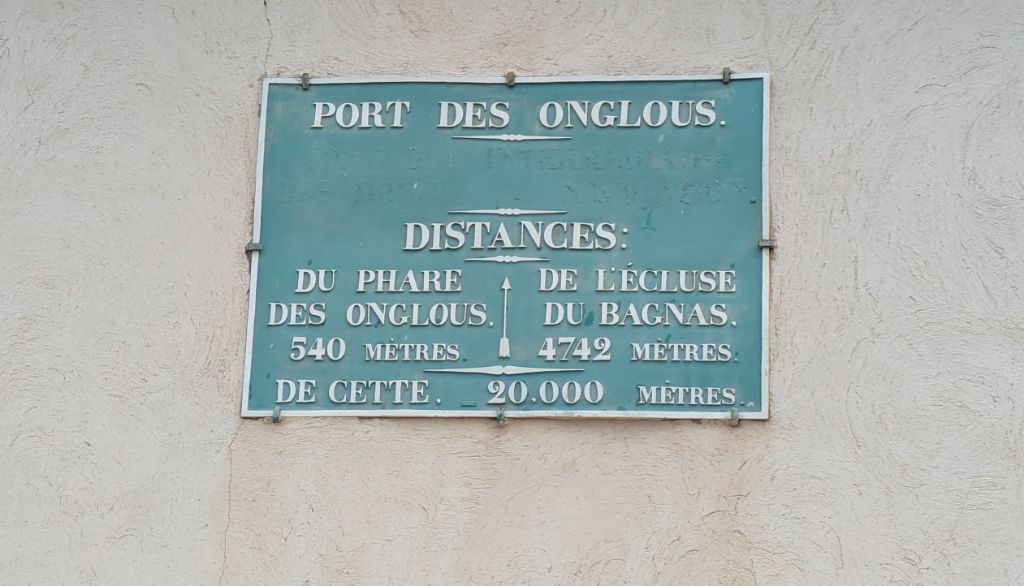 PORT DES ONGLOUS.
DISTANCES:
DU PHARE
DES ONGLOUS.
540 MÈTRES.
DE L'ÉCLUSE
DU BAGNAS.
4742 MÈTRES.
DE CETTE. 20.000 MÈTRES.